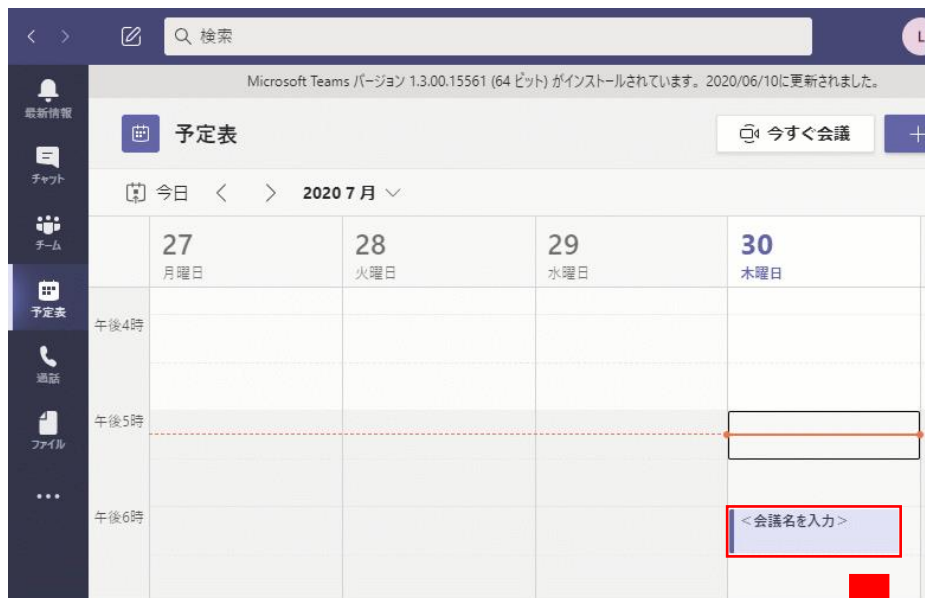 検索
L
Microsoft Teams バージョン 1.3.00.15561 (64 ビット) がインストールされています。2020/06/10に更新されました。
最新情報
チャット
チーム
予定表
通話
ファイル
予定表
今すぐ会議
今日
2020 7 月
27
月曜日
28
火曜日
29
水曜日
30
木曜日
午後4時
午後5時
午後6時
<会議名を入力>